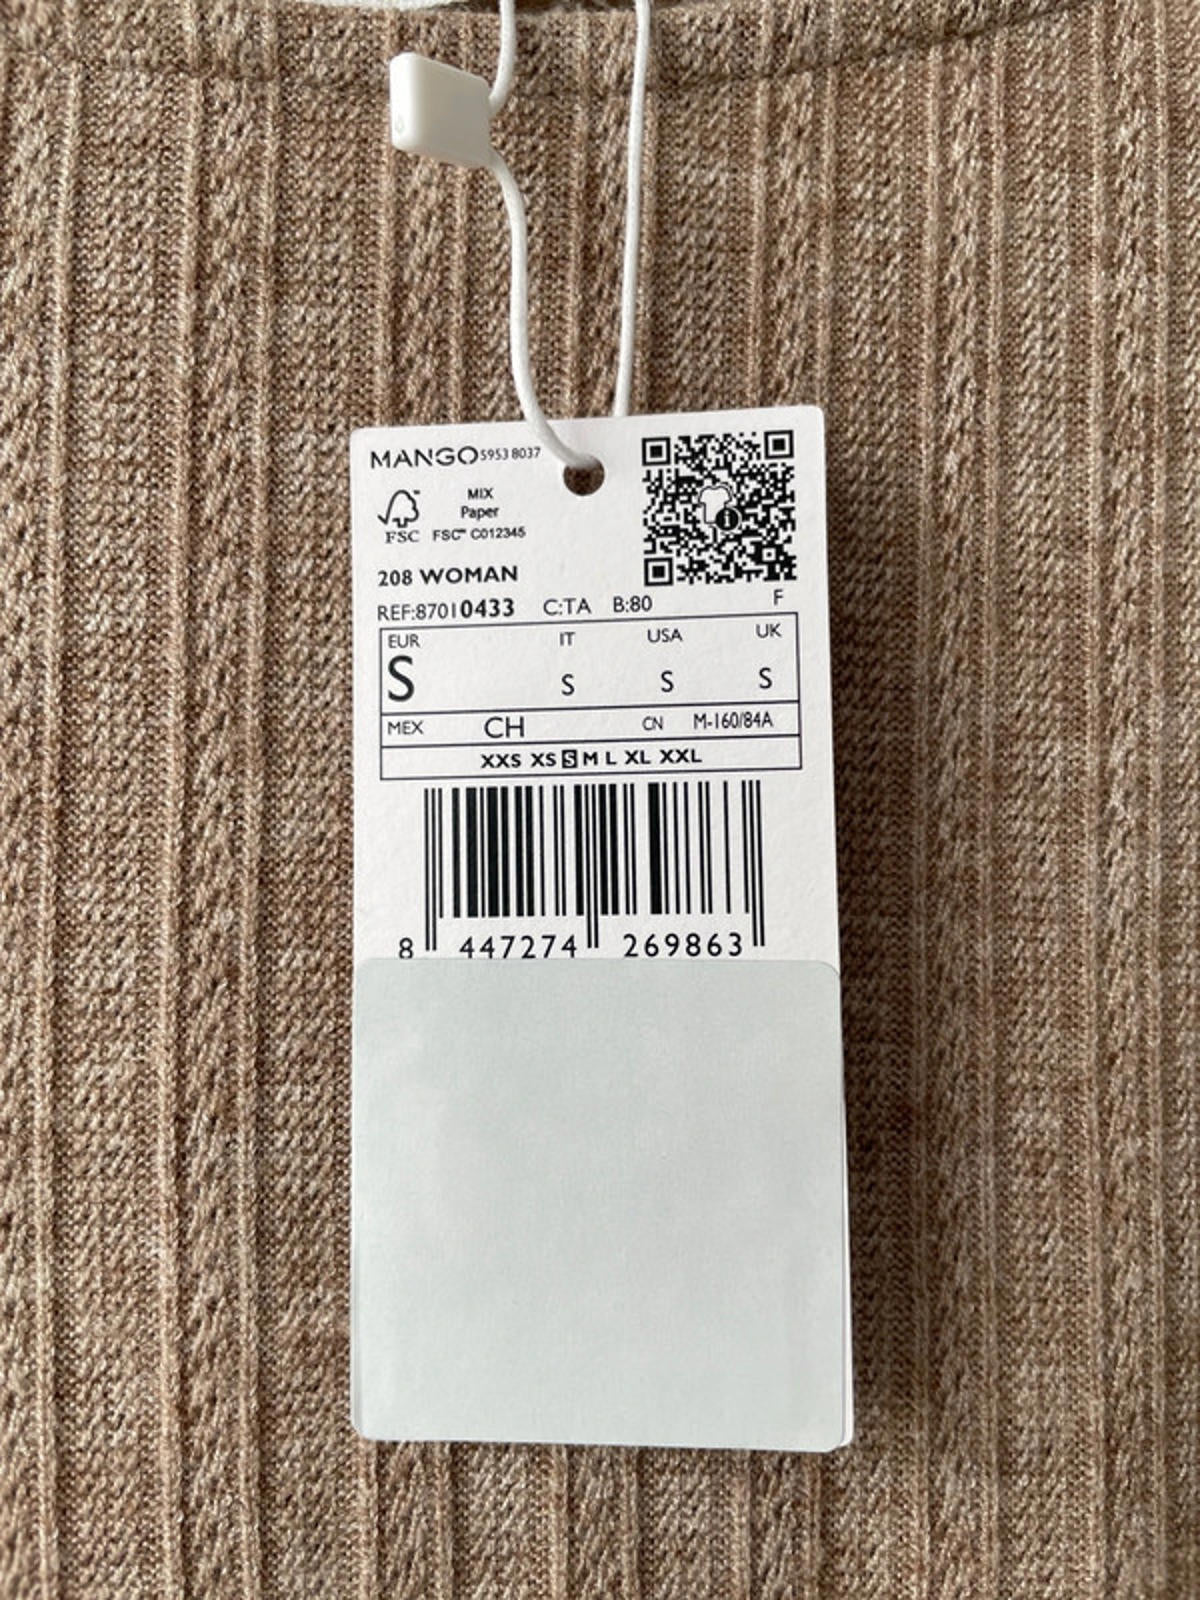 MANGO 5953 8037
MIX
Paper
FSC™ FSC™ C012345
208 WOMAN
REF:87010433 C:TA B:80 F
EUR IT USA UK
S S S S
MEX CH CN M-160/84A
XXS XS S M L XL XXL
8 447274 269863